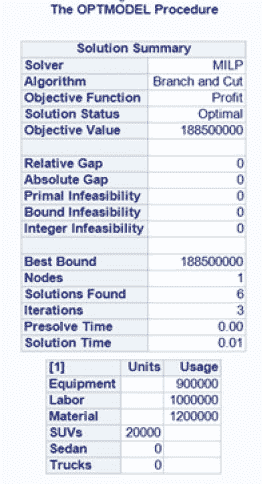 The OPTMODEL Procedure
Solution Summary
Solver MILP
Algorithm Branch and Cut
Objective Function Profit
Solution Status Optimal
Objective Value 188500000
Relative Gap 0
Absolute Gap 0
Primal Infeasibility 0
Bound Infeasibility 0
Integer Infeasibility 0
Best Bound 188500000
Nodes 1
Solutions Found 6
Iterations 3
Presolve Time 0.00
Solution Time 0.01
[1] Units Usage
Equipment 900000
Labor 1000000
Material 1200000
SUVs 20000
Sedan 0
Trucks 0